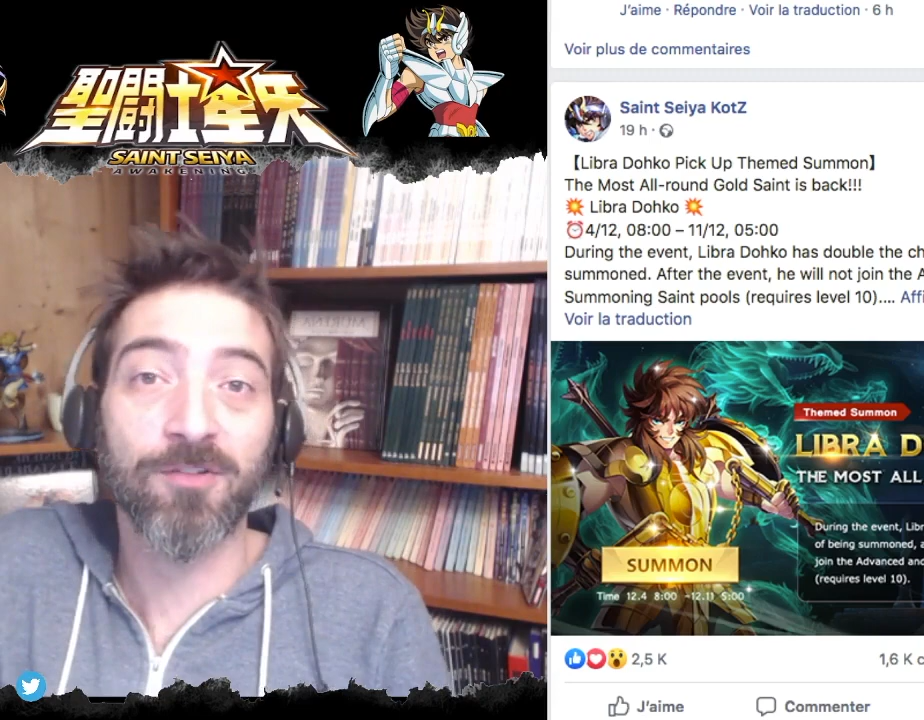 聖闘士星矢
SAINT SEIYA
AWAKENING
J'aime · Répondre · Voir la traduction · 6 h
Voir plus de commentaires
Saint Seiya KotZ
19 h ·
【Libra Dohko Pick Up Themed Summon】
The Most All-round Gold Saint is back!!!
💥 Libra Dohko 💥
⏰4/12, 08:00 – 11/12, 05:00
During the event, Libra Dohko has double the ch
summoned. After the event, he will not join the A
Summoning Saint pools (requires level 10).... Affi
Voir la traduction
Themed Summon
LIBRA D
THE MOST ALL
During the event, Libr
of being summoned, a
join the Advanced and
(requires level 10).
SUMMON
Time 12.4 8:00 -12.11 5:00
2,5 K
1,6 K c
J'aime
Commenter